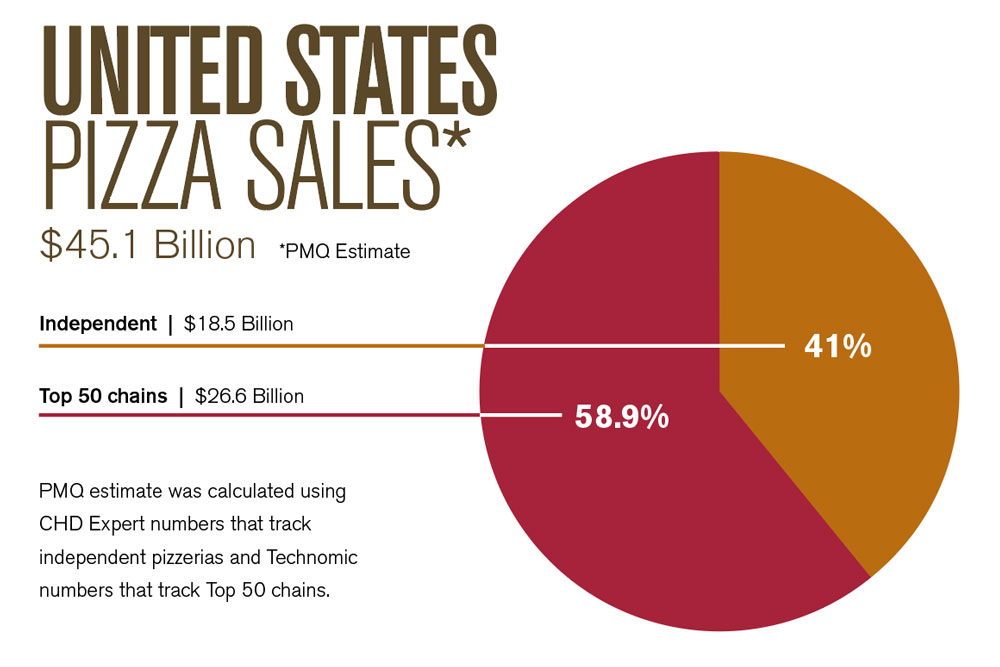 UNITED STATES
PIZZA SALES*
$45.1 Billion *PMQ Estimate
Independent | $18.5 Billion
41%
Top 50 chains | $26.6 Billion
58.9%
PMQ estimate was calculated using
CHD Expert numbers that track
independent pizzerias and Technomic
numbers that track Top 50 chains.